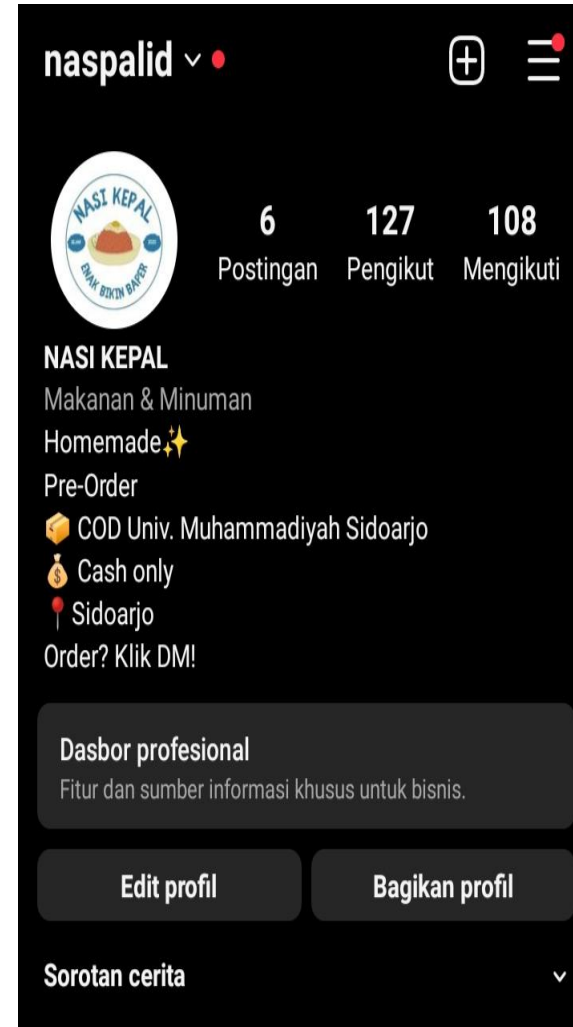 naspalid
6 127 108
Postingan Pengikut Mengikuti
NASI KEPAL
ENAK BIKIN BAPER
NASI KEPAL
Makanan & Minuman
Homemade✨
Pre-Order
📦 COD Univ. Muhammadiyah Sidoarjo
💰 Cash only
📍Sidoarjo
Order? Klik DM!
Dasbor profesional
Fitur dan sumber informasi khusus untuk bisnis.
Edit profil Bagikan profil
Sorotan cerita